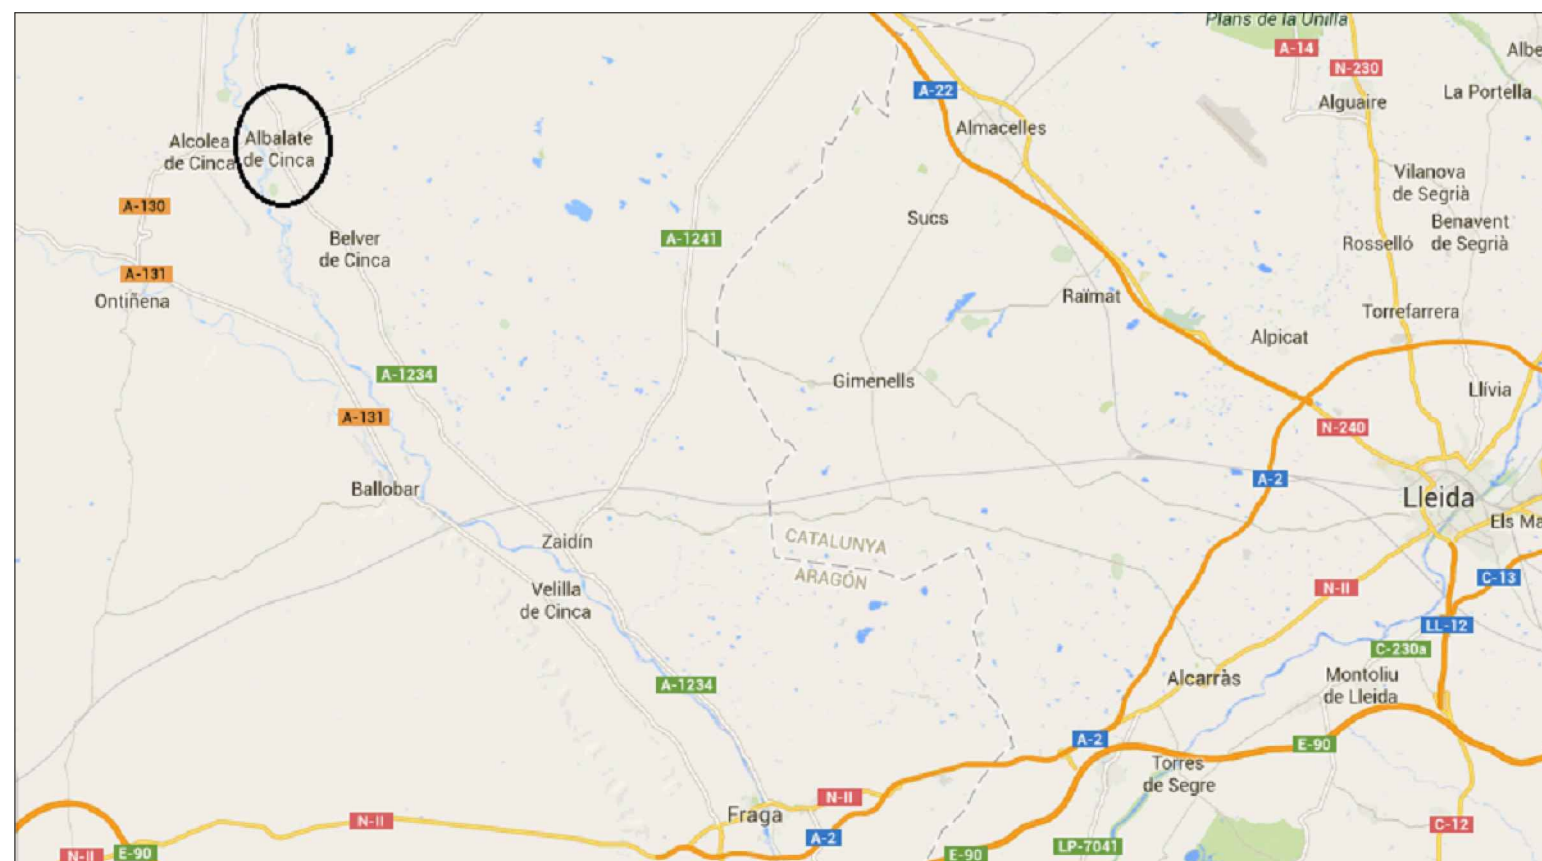 Plans de la Unilla
A-14
Albe
N-230
A-22
La Portella
Alguaire
Almacelles
Alcolea
de Cinca
Albalate
de Cinca
Vilanova
de Segrià
A-130
Sucs
Benavent
de Segrià
Belver
de Cinca
A-1241
Rosselló
A-131
Ontiñena
Raïmat
Torrefarrera
Alpicat
A-1234
Gimenells
Llívia
A-131
N-240
A-2
Ballobar
Lleida
Els Ma
Zaidín
CATALUNYA
ARAGÓN
C-13
Velilla
de Cinca
N-II
LL-12
C-230a
A-1234
Alcarràs
Montoliu
de Lleida
A-2
E-90
Torres
de Segre
N-II
Fraga
N-II
A-2
C-12
N-II
E-90
E-90
LP-7041